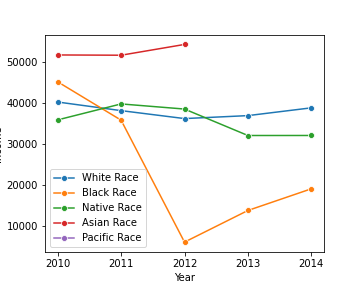 50000
40000
30000
20000
10000
White Race
Black Race
Native Race
Asian Race
Pacific Race
2010 2011 2012 2013 2014
Year